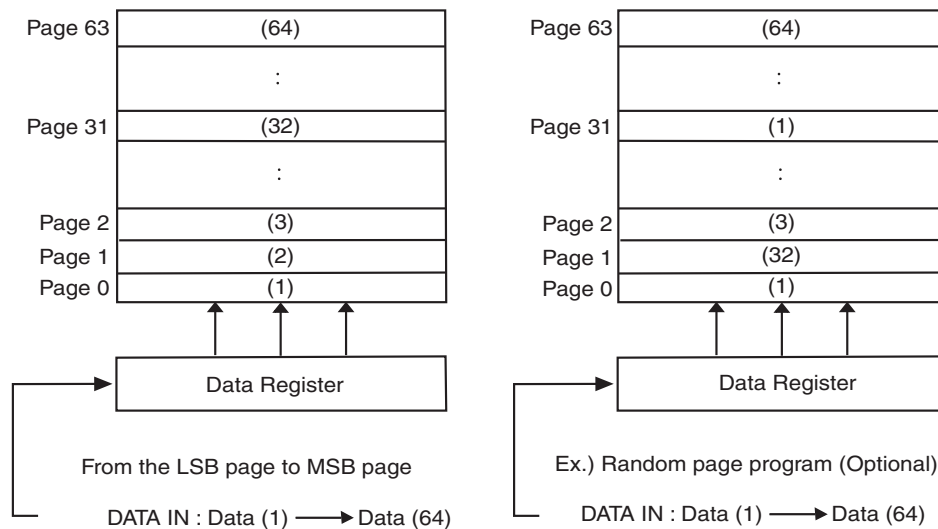 Page 63 (64)
:
Page 31 (32)
:
Page 2 (3)
Page 1 (2)
Page 0 (1)
Data Register
From the LSB page to MSB page
DATA IN : Data (1) Data (64)
Page 63 (64)
:
Page 31 (1)
:
Page 2 (3)
Page 1 (32)
Page 0 (1)
Data Register
Ex.) Random page program (Optional)
DATA IN : Data (1) Data (64)